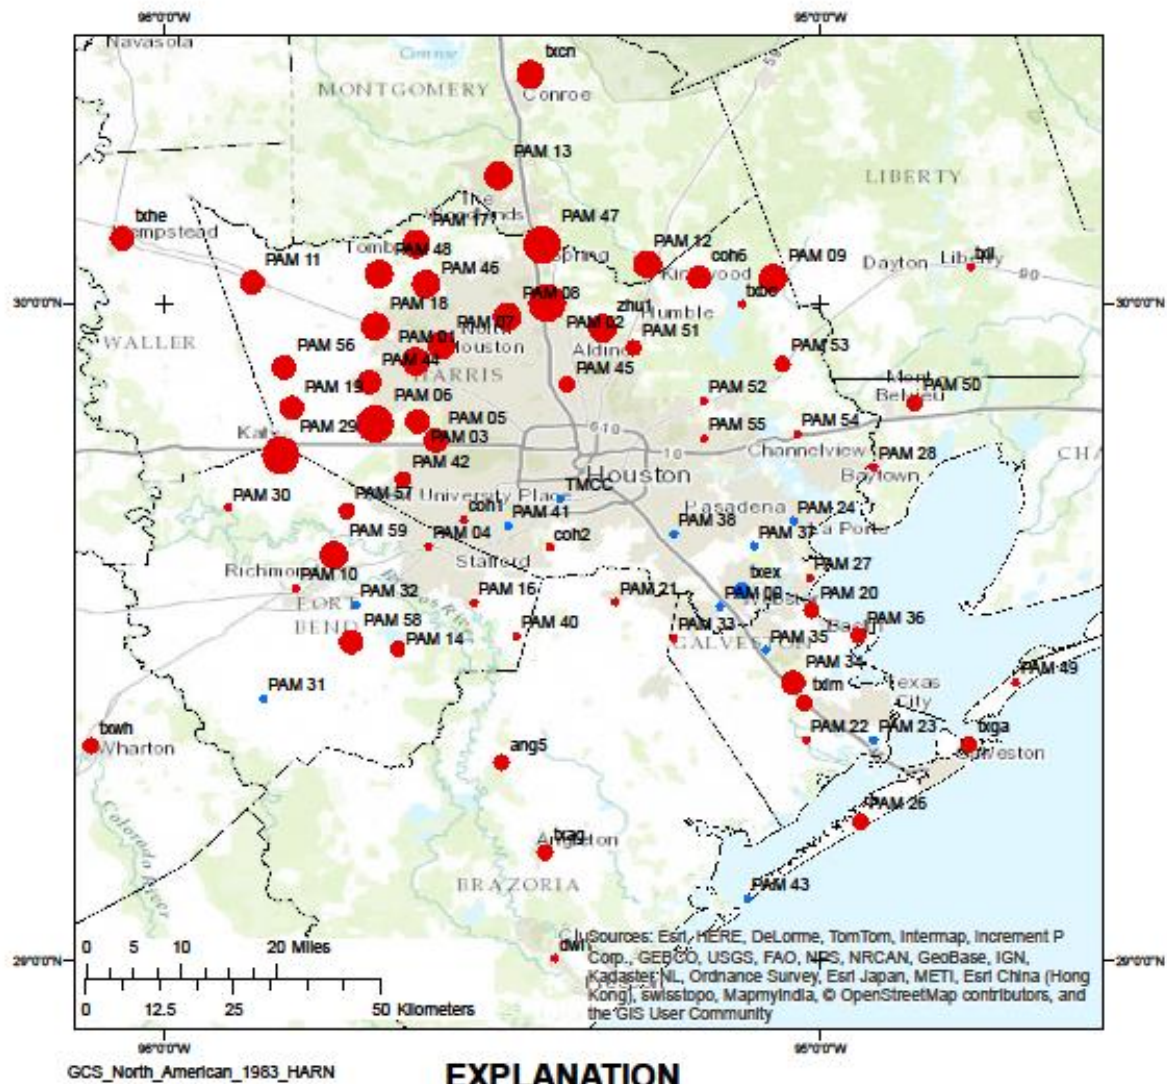 96°0'0"W 95°0'0"W
Navasota
Conroe
txcn
59
MONTGOMERY
Conroe
PAM 13
LIBERTY
The
Woodlands
txhe
PAM 17
PAM 47
Tomball
PAM 48
Spring
PAM 12
coh6
PAM 09
txli
PAM 11
Kingwood
Dayton
Liberty
90
PAM 46
30°0'0"N
PAM 18
PAM 08
zhu1
Humble
30°0'0"N
PAM 07
PAM 02
PAM 51
WALLER
PAM 01
North
Houston
PAM 56
PAM 44
HARRIS
PAM 45
PAM 53
PAM 19
PAM 06
PAM 52
Mont
Belvieu
PAM 50
PAM 29
PAM 05
PAM 55
PAM 54
610
PAM 03
10
Channelview
PAM 42
Houston
PAM 28
Baytown
TMCC
PAM 30
PAM 57
University Place
Pasadena
coh1
PAM 41
PAM 38
PAM 24
La Porte
PAM 59
PAM 04
coh2
PAM 37
Stafford
Richmond
PAM 10
txex
PAM 27
PAM 32
PAM 16
PAM 21
PAM 20
FORT
BEND
PAM 58
PAM 40
PAM 33
PAM 36
PAM 14
GALVESTON
PAM 35
PAM 34
PAM 31
txlm
Texas
City
PAM 49
txwh
Wharton
PAM 22
PAM 23
txga
ang5
PAM 26
Colorado River
txag
BRAZORIA
PAM 43
0 5 10 20 Miles
Sources: Esri, HERE, DeLorme, TomTom, Intermap, increment P
29°0'0"N
Corp., GEBCO, USGS, FAO, NPS, NRCAN, GeoBase, IGN,
29°0'0"N
Kadaster NL, Ordnance Survey, Esri Japan, METI, Esri China (Hong
0 12.5 25 50 Kilometers
Kong), swisstopo, MapmyIndia, © OpenStreetMap contributors, and
the GIS User Community
96°0'0"W 95°0'0"W
GCS_North_American_1983_HARN
EXPLANATION